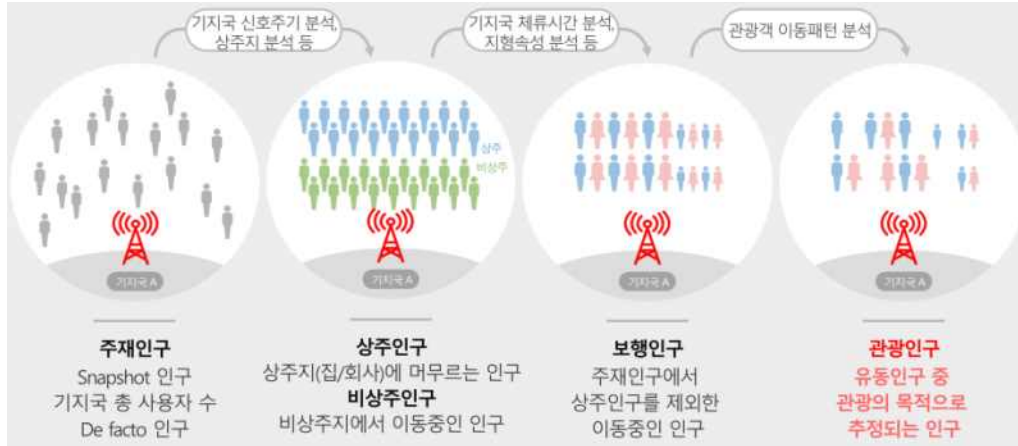 기지국 신호주기 분석,
상주지 분석 등
기지국 체류시간 분석,
지형속성 분석 등
관광객 이동패턴 분석
상주
비상주
기지국 A
기지국 A
기지국 A
기지국 A
주재인구
Snapshot 인구
기지국 총 사용자 수
De facto 인구
상주인구
상주지(집/회사)에 머무르는 인구
비상주인구
비상주지에서 이동중인 인구
보행인구
주재인구에서
상주인구를 제외한
이동중인 인구
관광인구
유동인구 중
관광의 목적으로
추정되는 인구